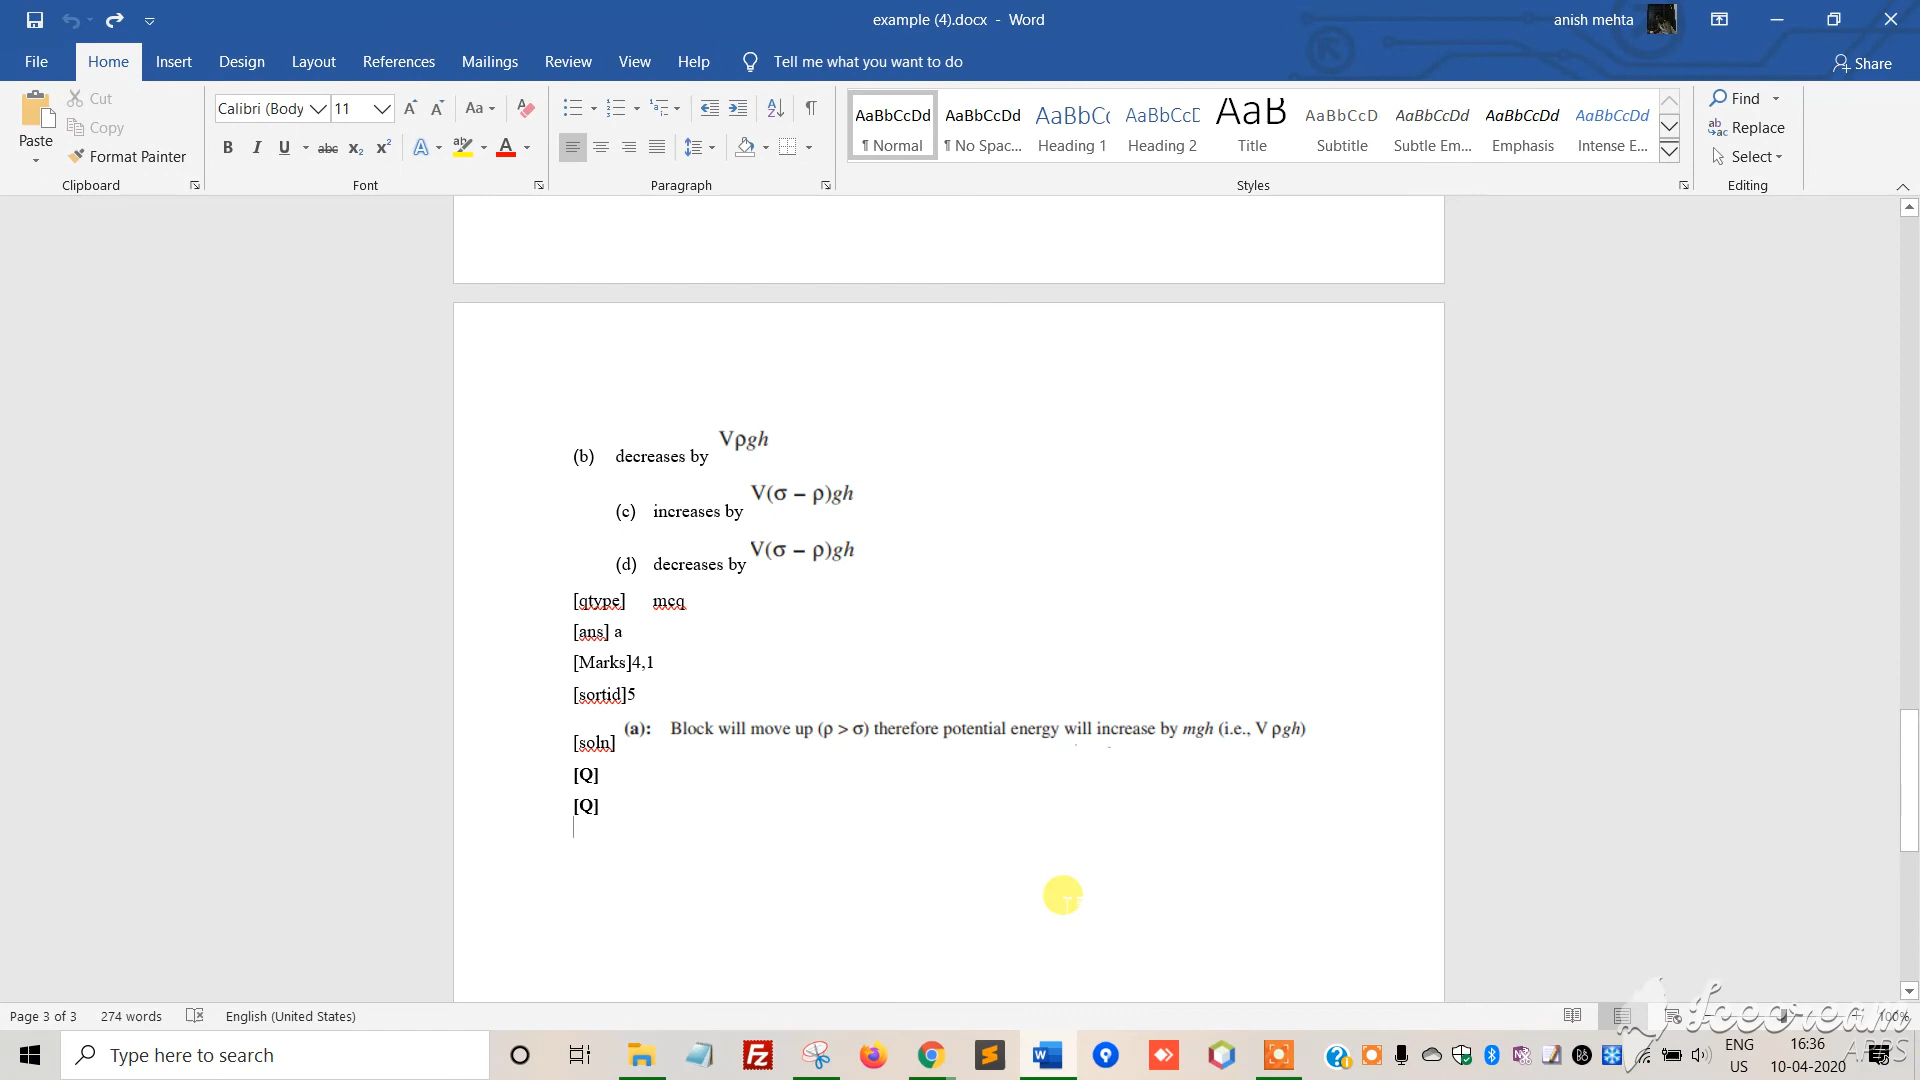 example (4).docx - Word
anish mehta
File Home Insert Design Layout References Mailings Review View Help Tell me what you want to do Share
Paste
Cut
Copy
Format Painter
Clipboard
Calibri (Body 11
Font
Paragraph
AaBbCcDd AaBbCcDd AaBbCc AaBbCcD AaB AaBbCcD AaBbCcDd AaBbCcDd AaBbCcDd
¶ Normal ¶ No Spac... Heading 1 Heading 2 Title Subtitle Subtle Em... Emphasis Intense E...
Styles
Find
Replace
Select
Editing
(b) decreases by Vρgh
(c) increases by V(σ – ρ)gh
(d) decreases by V(σ – ρ)gh
[qtype] mcq
[ans] a
[Marks]4,1
[sortid]5
[soln] (a): Block will move up (ρ > σ) therefore potential energy will increase by mgh (i.e., V ρgh)
[Q]
[Q]
Page 3 of 3 274 words English (United States) 100%
Icecream
APPS
Type here to search
ENG
US
16:36
10-04-2020